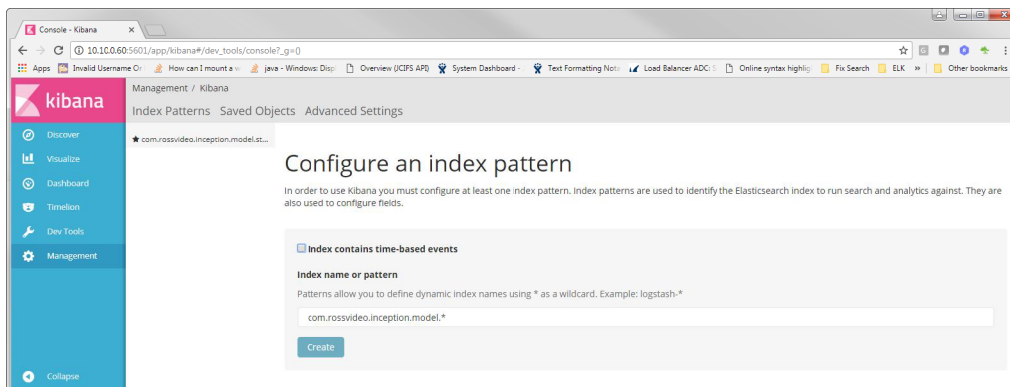 Console - Kibana
10.10.0.60:5601/app/kibana#/dev_tools/console?_g=()
Apps Invalid Username Or How can I mount a w java - Windows: Disp Overview (JCIFS API) System Dashboard - Text Formatting Nota Load Balancer ADC: S Online syntax highlig Fix Search ELK » Other bookmarks
kibana
Management / Kibana
Index Patterns Saved Objects Advanced Settings
Discover
Visualize
Dashboard
Timelion
Dev Tools
Management
Collapse
★ com.rossvideo.inception.model.st...
Configure an index pattern
In order to use Kibana you must configure at least one index pattern. Index patterns are used to identify the Elasticsearch index to run search and analytics against. They are
also used to configure fields.
Index contains time-based events
Index name or pattern
Patterns allow you to define dynamic index names using * as a wildcard. Example: logstash-*
com.rossvideo.inception.model.*
Create